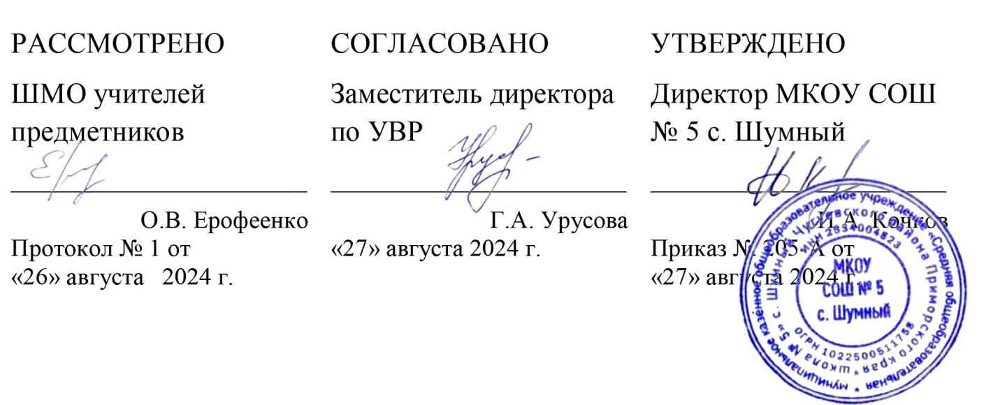 РАССМОТРЕНО
ШМО учителей
предметников
О.В. Ерофеенко
Протокол № 1 от
«26» августа 2024 г.
СОГЛАСОВАНО
Заместитель директора
по УВР
Г.А. Урусова
«27» августа 2024 г.
УТВЕРЖДЕНО
Директор МКОУ СОШ
№ 5 с. Шумный
И.А. Кочков
Приказ № 205-А от
«27» августа 2024 г.
муниципальное казённое общеобразовательное учреждение «Средняя общеобразовательная
школа № 5» с. Шумный Чугуевского района Приморского края
ИНН 2534004823
ОГРН 1022500511758
МКОУ
СОШ № 5
с. Шумный